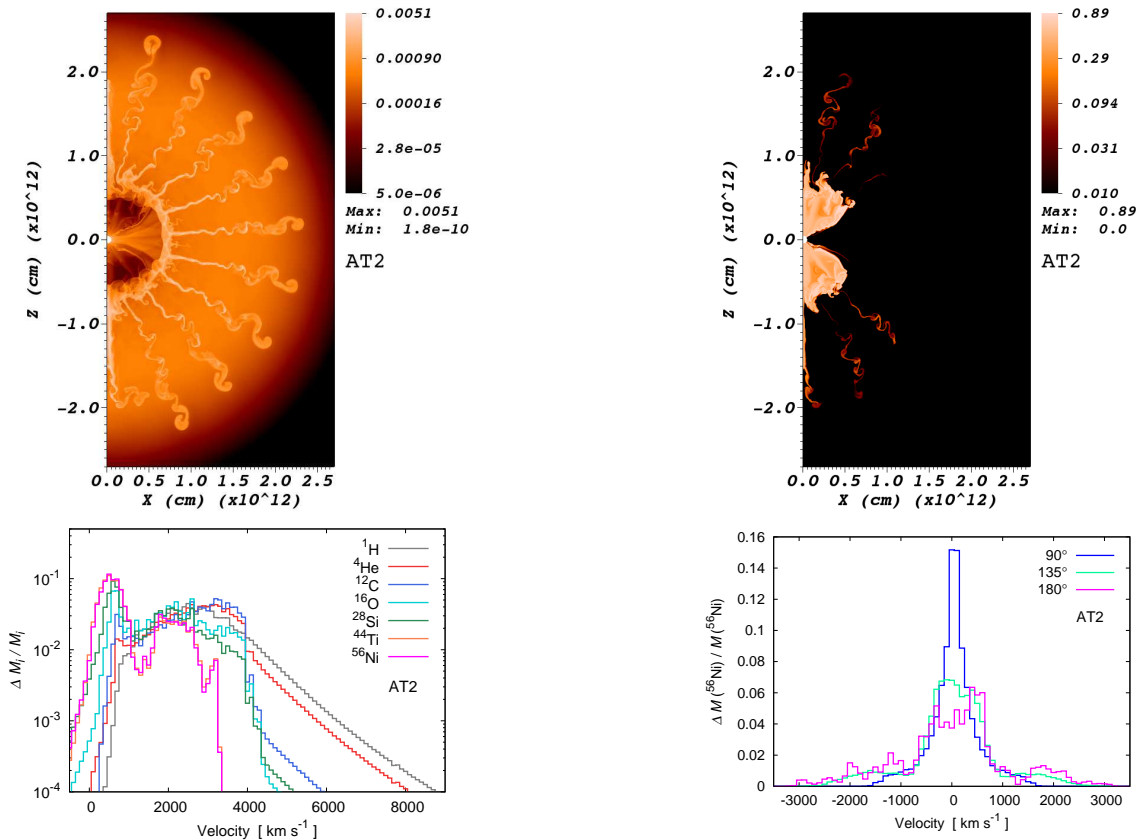 0.0051
0.00090
0.00016
2.8e-05
5.0e-06
Max: 0.0051
Min: 1.8e-10
AT2
2.0
1.0
0.0
-1.0
-2.0
Z (cm) (x10^12)
0.0 0.5 1.0 1.5 2.0 2.5
X (cm) (x10^12)
0.89
0.29
0.094
0.031
0.010
Max: 0.89
Min: 0.0
AT2
2.0
1.0
0.0
-1.0
-2.0
Z (cm) (x10^12)
0.0 0.5 1.0 1.5 2.0 2.5
X (cm) (x10^12)
10⁻¹
10⁻²
10⁻³
10⁻⁴
Δ Mᵢ / Mᵢ
¹H
⁴He
¹²C
¹⁶O
²⁸Si
⁴⁴Ti
⁵⁶Ni
AT2
0 2000 4000 6000 8000
Velocity [ km s⁻¹ ]
0.16
0.14
0.12
0.1
0.08
0.06
0.04
0.02
0
Δ M (⁵⁶Ni) / M (⁵⁶Ni)
90°
135°
180°
AT2
-3000 -2000 -1000 0 1000 2000 3000
Velocity [ km s⁻¹ ]